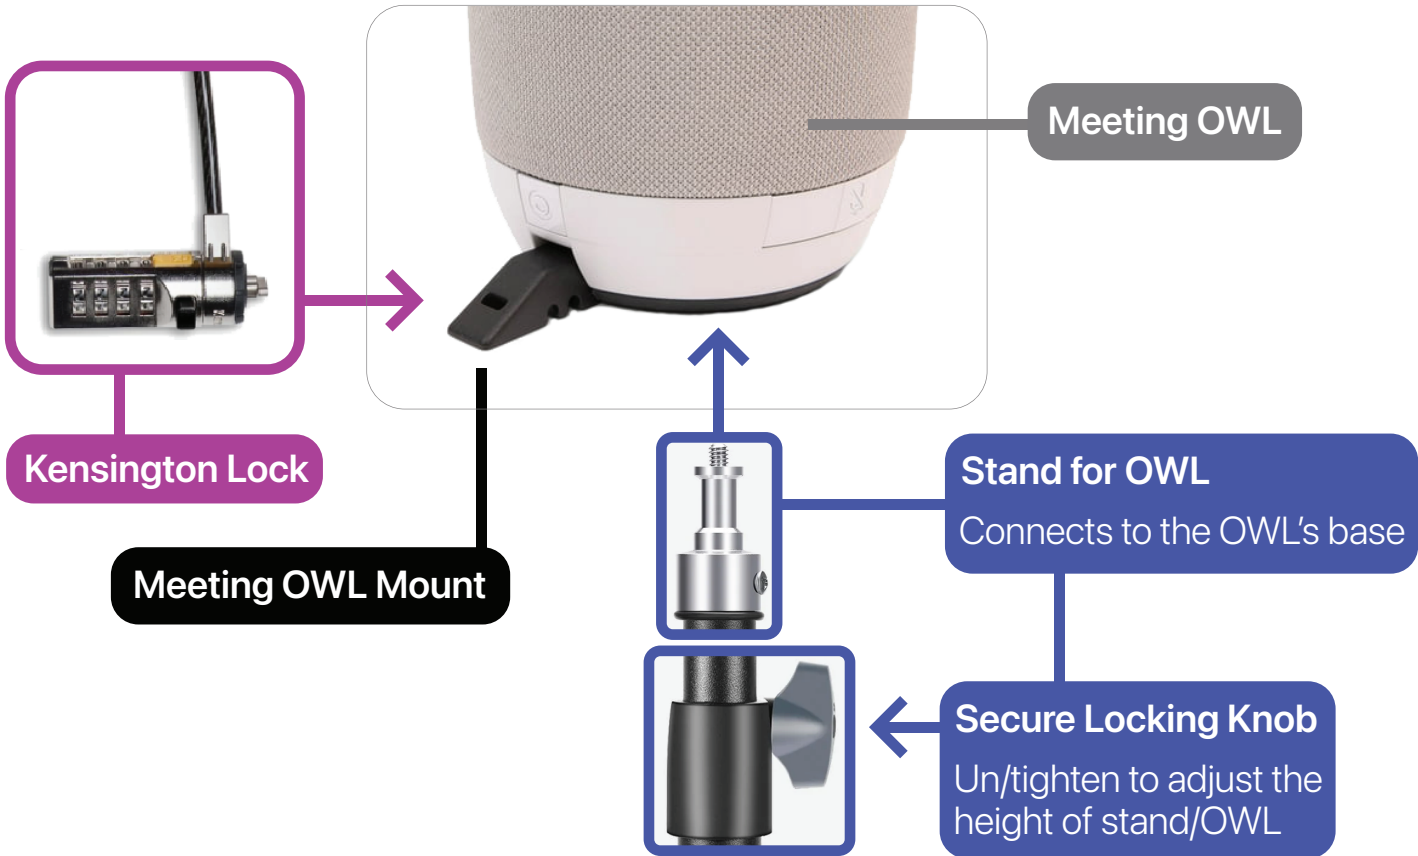 Meeting OWL
Kensington Lock
Meeting OWL Mount
Stand for OWL
Connects to the OWL’s base
Secure Locking Knob
Un/tighten to adjust the
height of stand/OWL